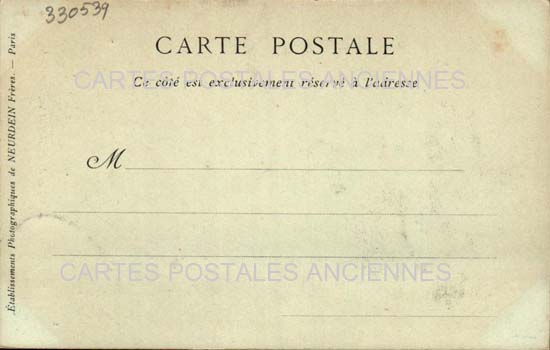 330539
CARTE POSTALE
CARTES POSTALES ANCIENNES
Ce côté est exclusivement réservé à l'adresse
M
CARTES POSTALES ANCIENNES
Établissements Photographiques de NEURDEIN Frères. — Paris